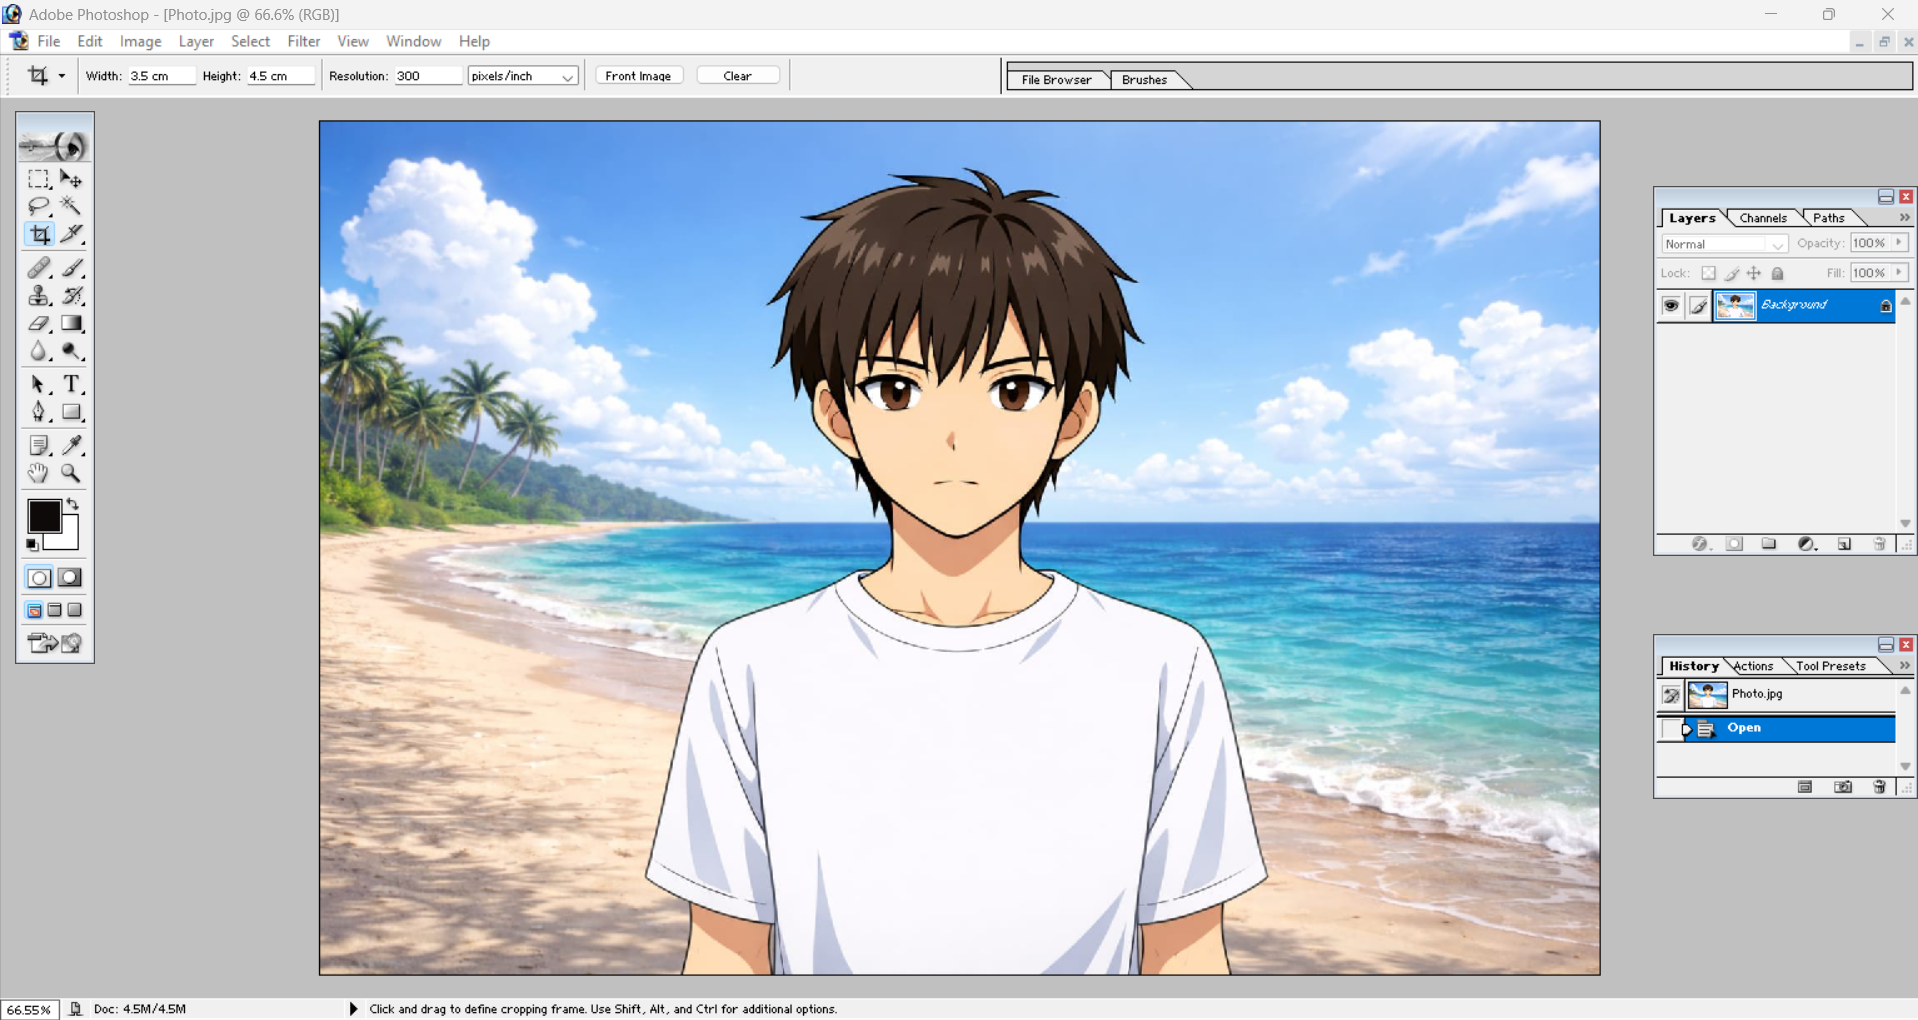 Adobe Photoshop - [Photo.jpg @ 66.6% (RGB)]
File Edit Image Layer Select Filter View Window Help
Width: 3.5 cm Height: 4.5 cm Resolution: 300 pixels/inch Front Image Clear File Browser Brushes
Layers Channels Paths
Normal Opacity: 100%
Lock: Fill: 100%
Background
History Actions Tool Presets
Photo.jpg
Open
66.55% Doc: 4.5M/4.5M Click and drag to define cropping frame. Use Shift, Alt, and Ctrl for additional options.